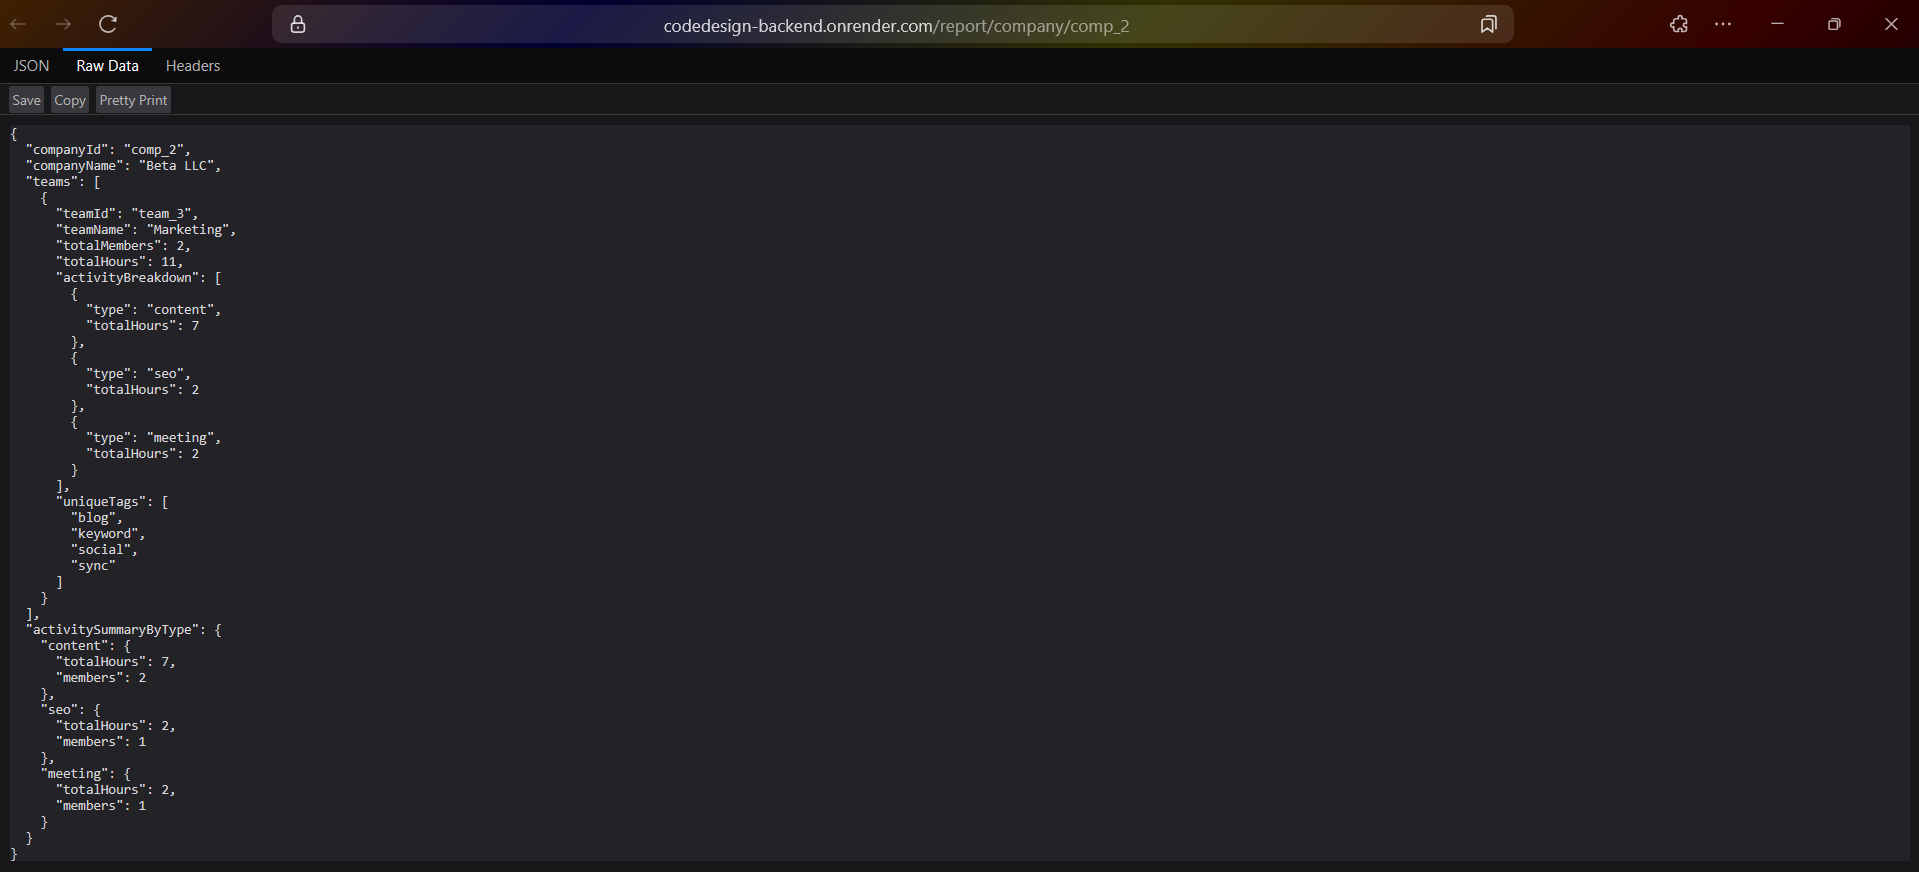 codedesign-backend.onrender.com/report/company/comp_2
JSON Raw Data Headers
Save Copy Pretty Print
{
  "companyId": "comp_2",
  "companyName": "Beta LLC",
  "teams": [
    {
      "teamId": "team_3",
      "teamName": "Marketing",
      "totalMembers": 2,
      "totalHours": 11,
      "activityBreakdown": [
        {
          "type": "content",
          "totalHours": 7
        },
        {
          "type": "seo",
          "totalHours": 2
        },
        {
          "type": "meeting",
          "totalHours": 2
        }
      ],
      "uniqueTags": [
        "blog",
        "keyword",
        "social",
        "sync"
      ]
    }
  ],
  "activitySummaryByType": {
    "content": {
      "totalHours": 7,
      "members": 2
    },
    "seo": {
      "totalHours": 2,
      "members": 1
    },
    "meeting": {
      "totalHours": 2,
      "members": 1
    }
  }
}